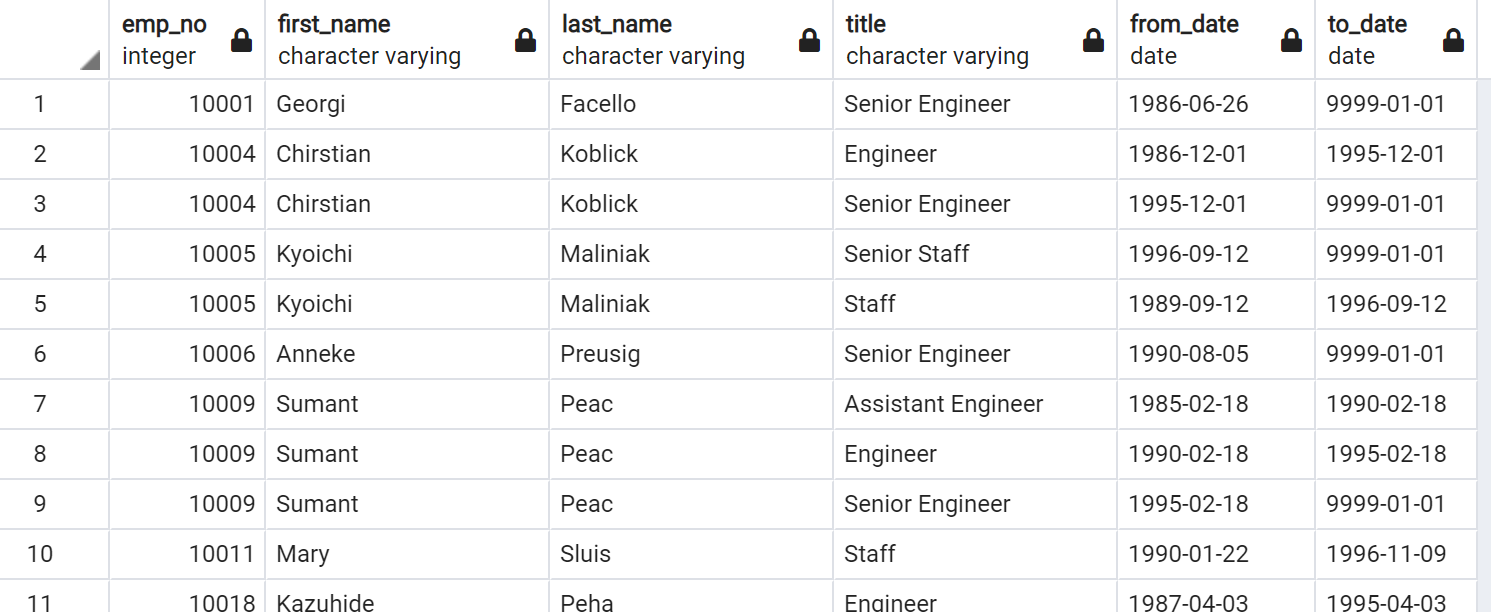 emp_no first_name last_name title from_date to_date
integer character varying character varying character varying date date
1 10001 Georgi Facello Senior Engineer 1986-06-26 9999-01-01
2 10004 Chirstian Koblick Engineer 1986-12-01 1995-12-01
3 10004 Chirstian Koblick Senior Engineer 1995-12-01 9999-01-01
4 10005 Kyoichi Maliniak Senior Staff 1996-09-12 9999-01-01
5 10005 Kyoichi Maliniak Staff 1989-09-12 1996-09-12
6 10006 Anneke Preusig Senior Engineer 1990-08-05 9999-01-01
7 10009 Sumant Peac Assistant Engineer 1985-02-18 1990-02-18
8 10009 Sumant Peac Engineer 1990-02-18 1995-02-18
9 10009 Sumant Peac Senior Engineer 1995-02-18 9999-01-01
10 10011 Mary Sluis Staff 1990-01-22 1996-11-09
11 10018 Kazuhide Peha Engineer 1987-04-03 1995-04-03